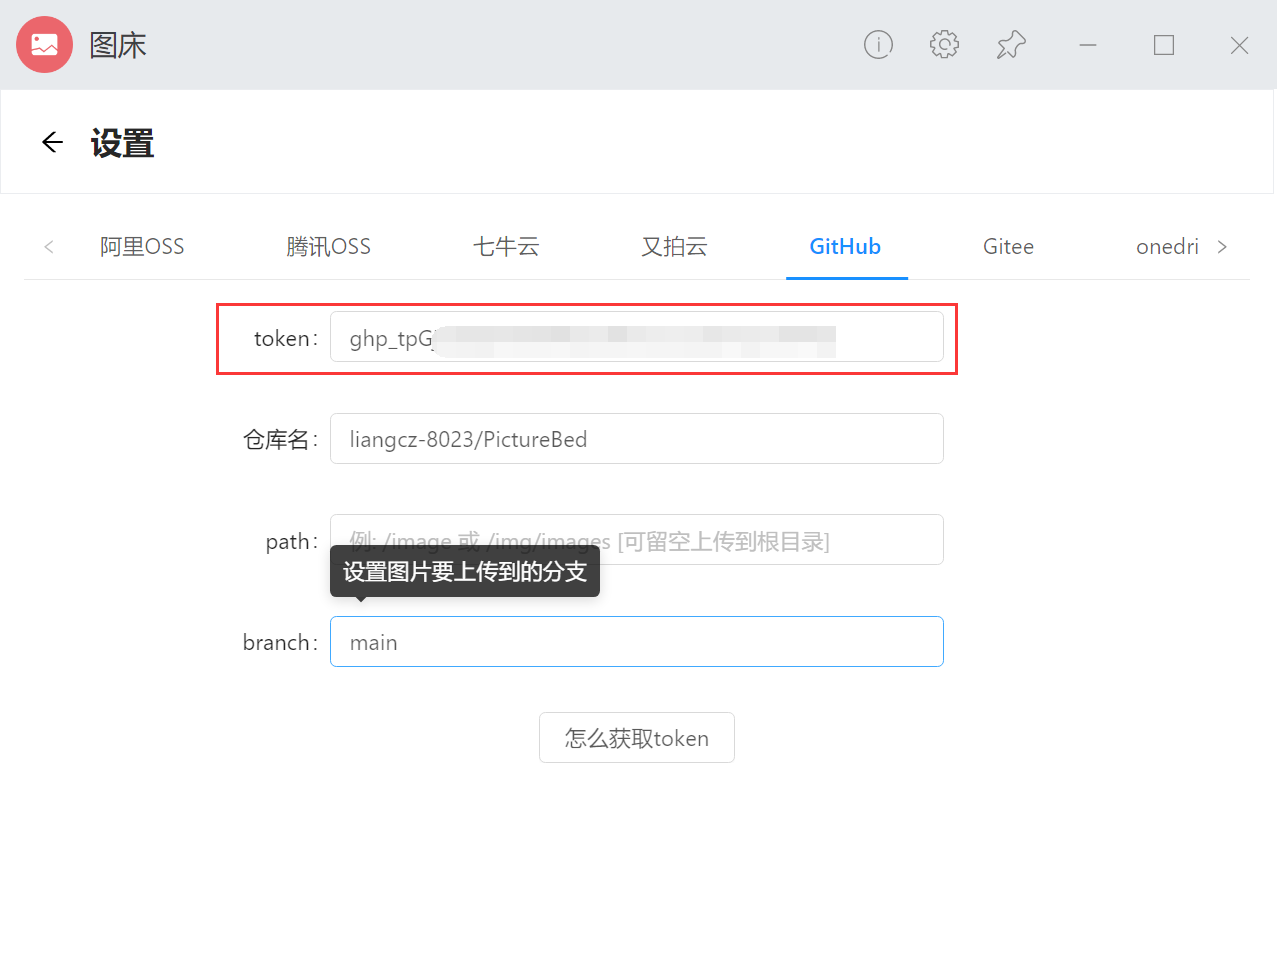 图床
设置
阿里OSS 腾讯OSS 七牛云 又拍云 GitHub Gitee onedri
token: ghp_tpG
仓库名: liangcz-8023/PictureBed
path: 例: /image 或 /img/images [可留空上传到根目录]
设置图片要上传到的分支
branch: main
怎么获取token